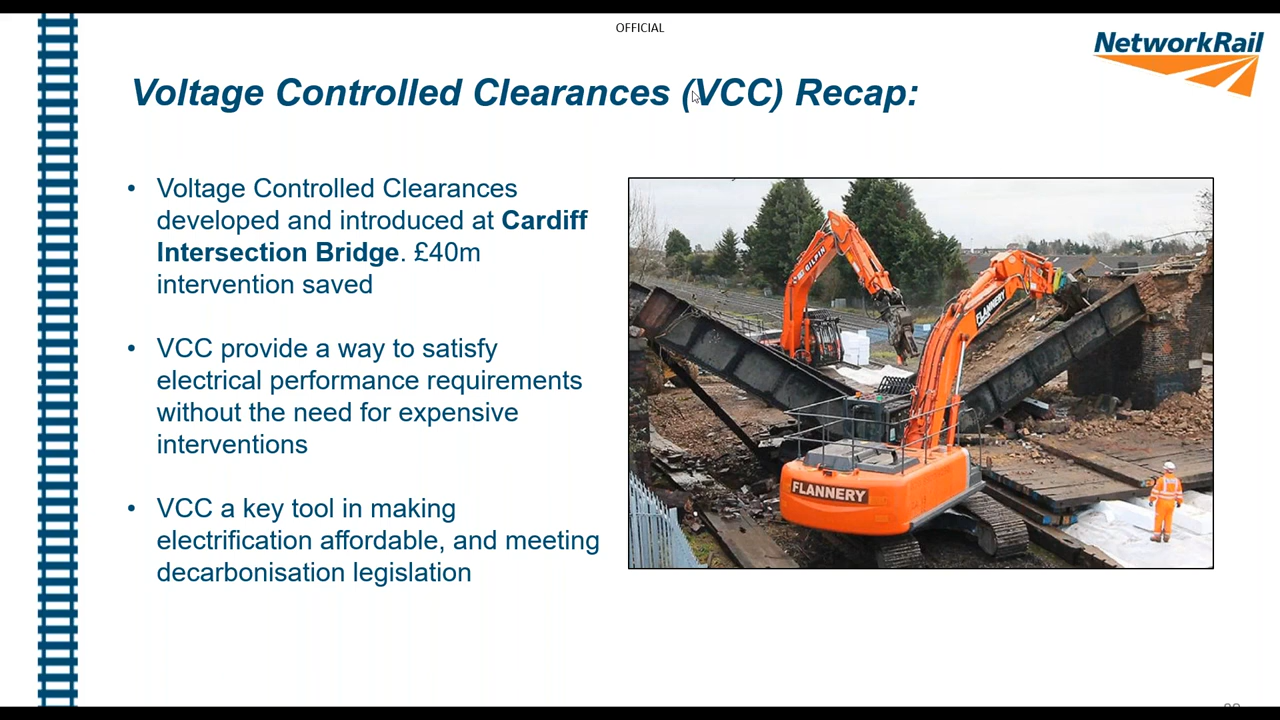 OFFICIAL
NetworkRail
Voltage Controlled Clearances (VCC) Recap:
• Voltage Controlled Clearances
developed and introduced at Cardiff
Intersection Bridge. £40m
intervention saved
• VCC provide a way to satisfy
electrical performance requirements
without the need for expensive
interventions
• VCC a key tool in making
electrification affordable, and meeting
decarbonisation legislation
GILPIN
FLANNERY
FLANNERY